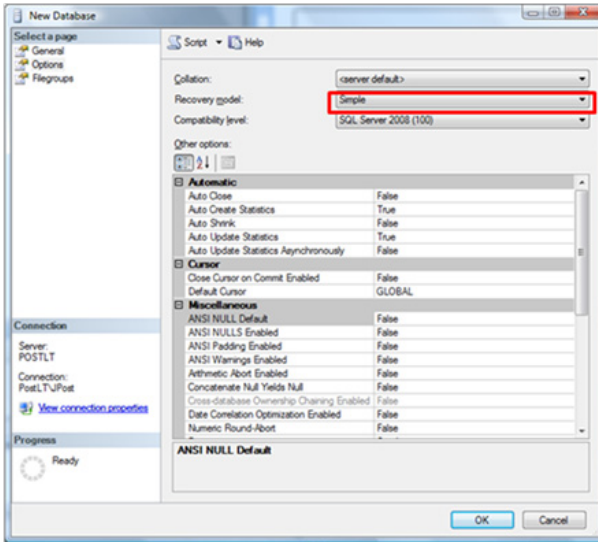 New Database
Select a page
General
Options
Filegroups
Script Help
Collation: <server default>
Recovery model: Simple
Compatibility level: SQL Server 2008 (100)
Other options:
Automatic
Auto Close False
Auto Create Statistics True
Auto Shrink False
Auto Update Statistics True
Auto Update Statistics Asynchronously False
Cursor
Close Cursor on Commit Enabled False
Default Cursor GLOBAL
Miscellaneous
ANSI NULL Default False
ANSI NULLS Enabled False
ANSI Padding Enabled False
ANSI Warnings Enabled False
Arithmetic Abort Enabled False
Concatenate Null Yields Null False
Cross-database Ownership Chaining Enabled False
Date Correlation Optimization Enabled False
Numeric Round-Abort False
ANSI NULL Default
Connection
Server:
POSTLT
Connection:
PostLT\JPost
View connection properties
Progress
Ready
OK Cancel